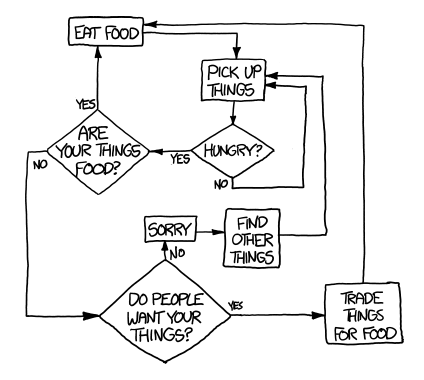 EAT FOOD
PICK UP
THINGS
HUNGRY?
YES
NO
ARE
YOUR THINGS
FOOD?
YES
NO
DO PEOPLE
WANT YOUR
THINGS?
NO
SORRY
FIND
OTHER
THINGS
YES
TRADE
THINGS
FOR FOOD